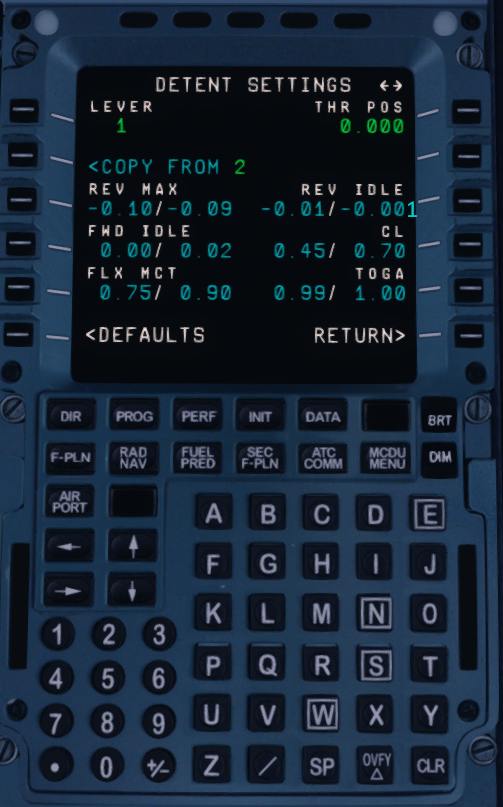 DETENT SETTINGS ←→
LEVER THR POS
1 0.000
<COPY FROM 2
REV MAX REV IDLE
-0.10/-0.09 -0.01/-0.001
FWD IDLE CL
0.00/ 0.02 0.45/ 0.70
FLX MCT TOGA
0.75/ 0.90 0.99/ 1.00
<DEFAULTS RETURN>
DIR PROG PERF INIT DATA BRT
F-PLN RAD NAV FUEL PRED SEC F-PLN ATC COMM MCDU MENU DIM
AIR PORT
← ↑
→ ↓
A B C D E
F G H I J
K L M N O
P Q R S T
U V W X Y
Z / SP OVFY △ CLR
1 2 3
4 5 6
7 8 9
. 0 +/-